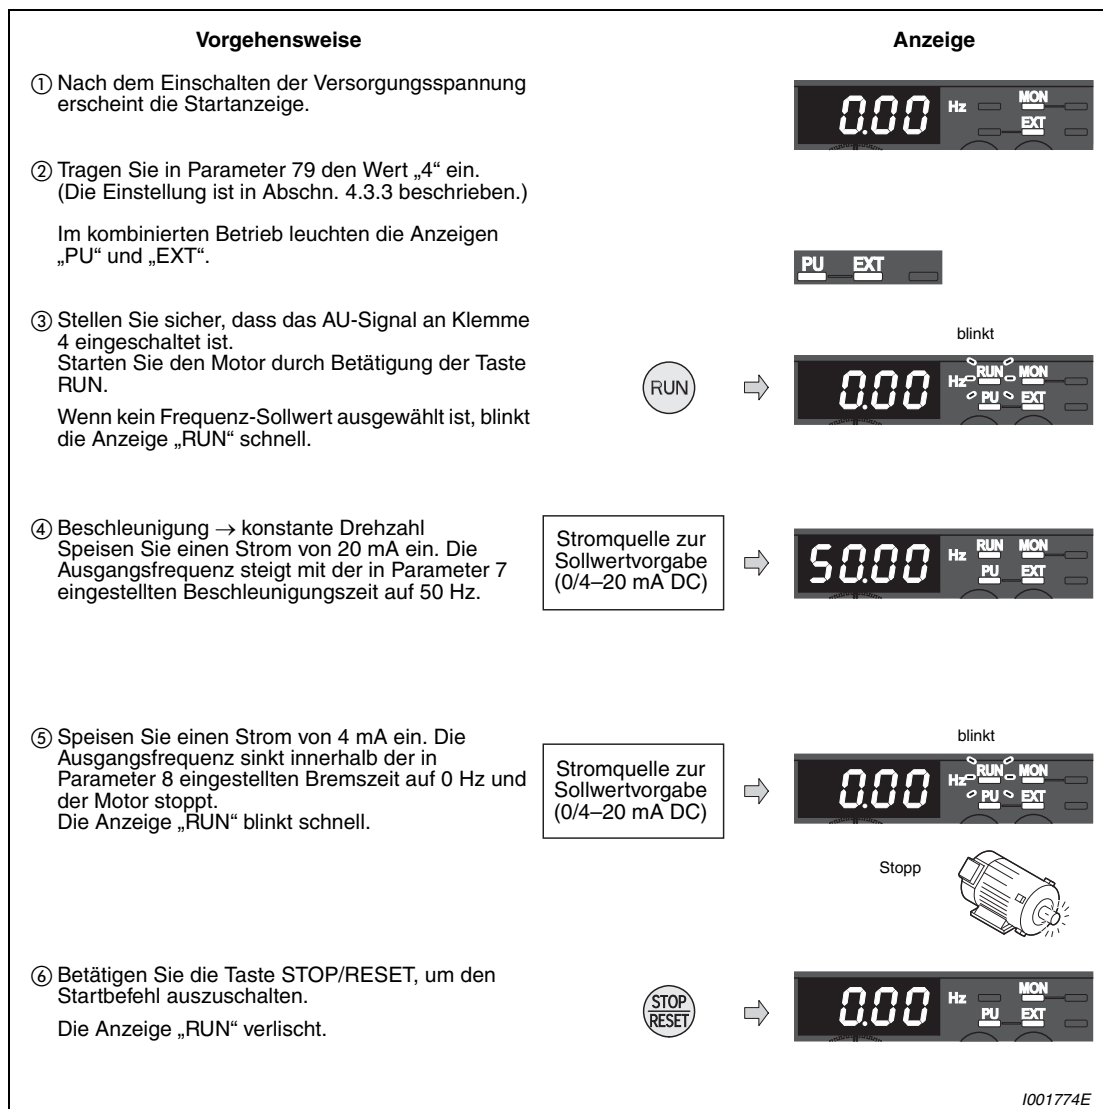 Vorgehensweise
Anzeige
① Nach dem Einschalten der Versorgungsspannung
erscheint die Startanzeige.
0.00 Hz MON
EXT
② Tragen Sie in Parameter 79 den Wert „4“ ein.
(Die Einstellung ist in Abschn. 4.3.3 beschrieben.)
Im kombinierten Betrieb leuchten die Anzeigen
„PU“ und „EXT“.
PU EXT
③ Stellen Sie sicher, dass das AU-Signal an Klemme
4 eingeschaltet ist.
Starten Sie den Motor durch Betätigung der Taste
RUN.
Wenn kein Frequenz-Sollwert ausgewählt ist, blinkt
die Anzeige „RUN“ schnell.
RUN
blinkt
0.00 Hz RUN MON
PU EXT
④ Beschleunigung → konstante Drehzahl
Speisen Sie einen Strom von 20 mA ein. Die
Ausgangsfrequenz steigt mit der in Parameter 7
eingestellten Beschleunigungszeit auf 50 Hz.
Stromquelle zur
Sollwertvorgabe
(0/4–20 mA DC)
50.00 Hz RUN MON
PU EXT
⑤ Speisen Sie einen Strom von 4 mA ein. Die
Ausgangsfrequenz sinkt innerhalb der in
Parameter 8 eingestellten Bremszeit auf 0 Hz und
der Motor stoppt.
Die Anzeige „RUN“ blinkt schnell.
Stromquelle zur
Sollwertvorgabe
(0/4–20 mA DC)
blinkt
0.00 Hz RUN MON
PU EXT
Stopp
⑥ Betätigen Sie die Taste STOP/RESET, um den
Startbefehl auszuschalten.
Die Anzeige „RUN“ verlischt.
STOP
RESET
0.00 Hz MON
PU EXT
I001774E